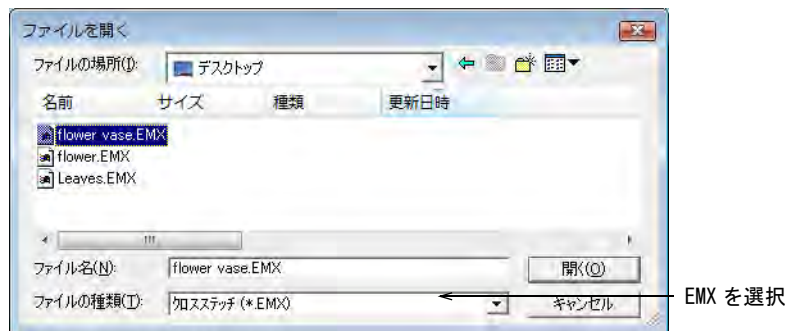 ファイルを開く
ファイルの場所(I):
デスクトップ
名前 サイズ 種類 更新日時
flower vase.EMX
flower.EMX
Leaves.EMX
ファイル名(N): flower vase.EMX 開く(O)
ファイルの種類(T): クロスステッチ (*.EMX) キャンセル
EMX を選択